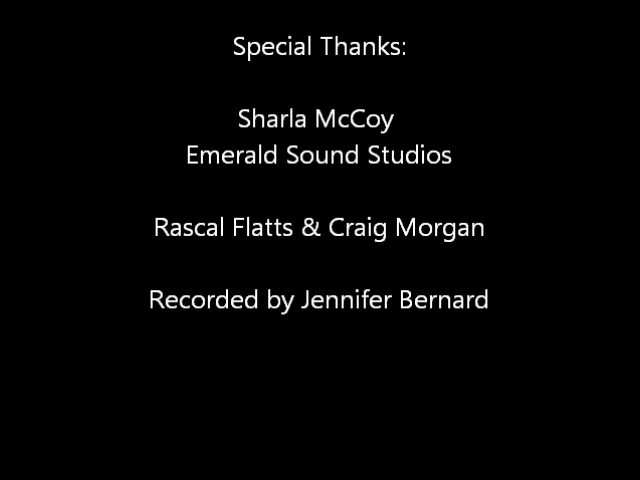 Special Thanks:
Sharla McCoy
Emerald Sound Studios
Rascal Flatts & Craig Morgan
Recorded by Jennifer Bernard